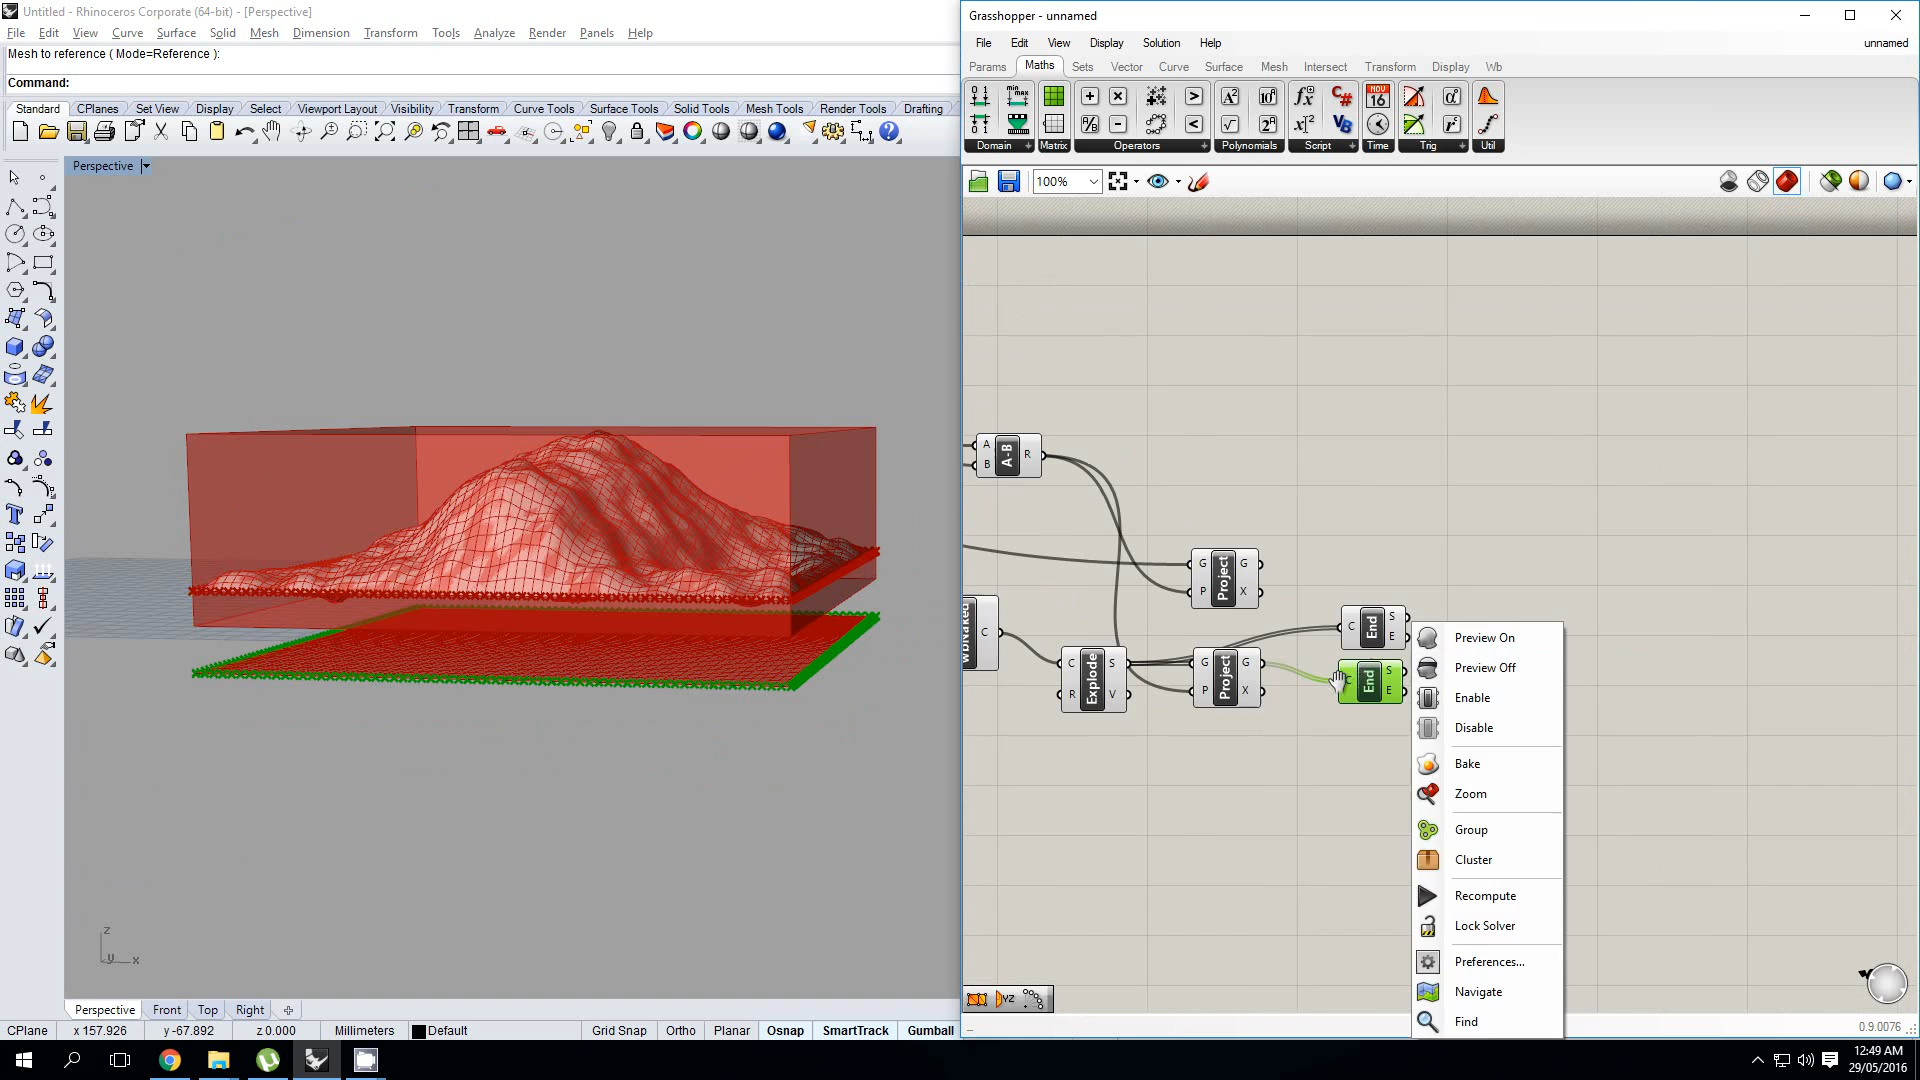 Untitled - Rhinoceros Corporate (64-bit) - [Perspective]
File Edit View Curve Surface Solid Mesh Dimension Transform Tools Analyze Render Panels Help
Mesh to reference ( Mode=Reference ):
Command:
Standard CPlanes Set View Display Select Viewport Layout Visibility Transform Curve Tools Surface Tools Solid Tools Mesh Tools Render Tools Drafting
Perspective
z
y x
Perspective Front Top Right
CPlane x 157.926 y -67.892 z 0.000 Millimeters Default Grid Snap Ortho Planar Osnap SmartTrack Gumball
Grasshopper - unnamed
File Edit View Display Solution Help unnamed
Params Maths Sets Vector Curve Surface Mesh Intersect Transform Display Wb
Domain Matrix Operators Polynomials Script Time Trig Util
NOV
16
100%
A B A-B R
G P Project G X
wbNaked C
C R Explode S V
G P Project G X
C End S E
C End S E
Preview On
Preview Off
Enable
Disable
Bake
Zoom
Group
Cluster
Recompute
Lock Solver
Preferences...
Navigate
Find
YZ
0.9.0076
12:49 AM
29/05/2016